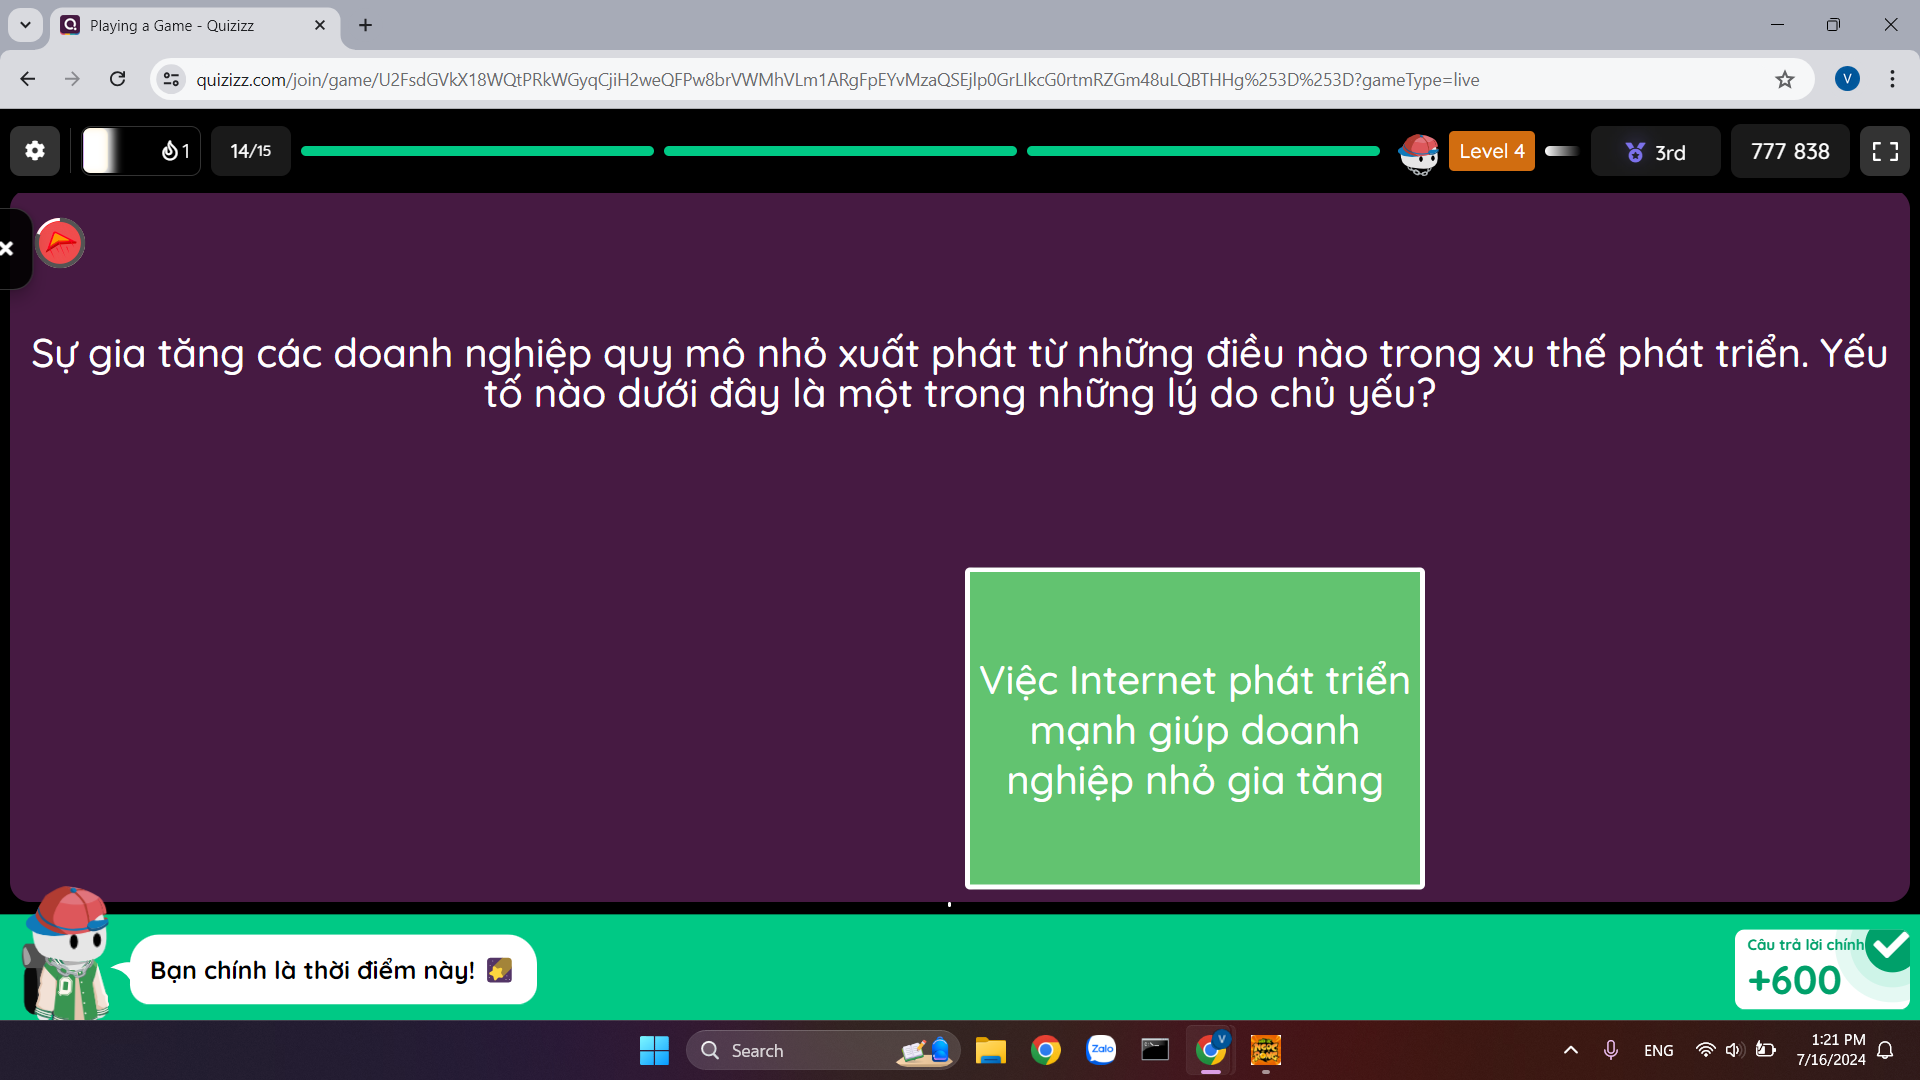 Playing a Game - Quizizz
quizizz.com/join/game/U2FsdGVkX18WQtPRkWGyqCjiH2weQFPw8brVWMhVLm1ARgFpEYvMzaQSEjlp0GrLIkcG0rtmRZGm48uLQBTHHg%253D%253D?gameType=live
V
1
14/15
Level 4
3rd
777 838
Sự gia tăng các doanh nghiệp quy mô nhỏ xuất phát từ những điều nào trong xu thế phát triển. Yếu
tố nào dưới đây là một trong những lý do chủ yếu?
Việc Internet phát triển
mạnh giúp doanh
nghiệp nhỏ gia tăng
Bạn chính là thời điểm này!
Câu trả lời chính
+600
Search
Zalo
V
NGỌC
RỒNG
ENG
1:21 PM
7/16/2024